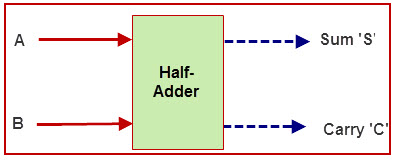 A
Half-
Adder
Sum 'S'
B
Carry 'C'